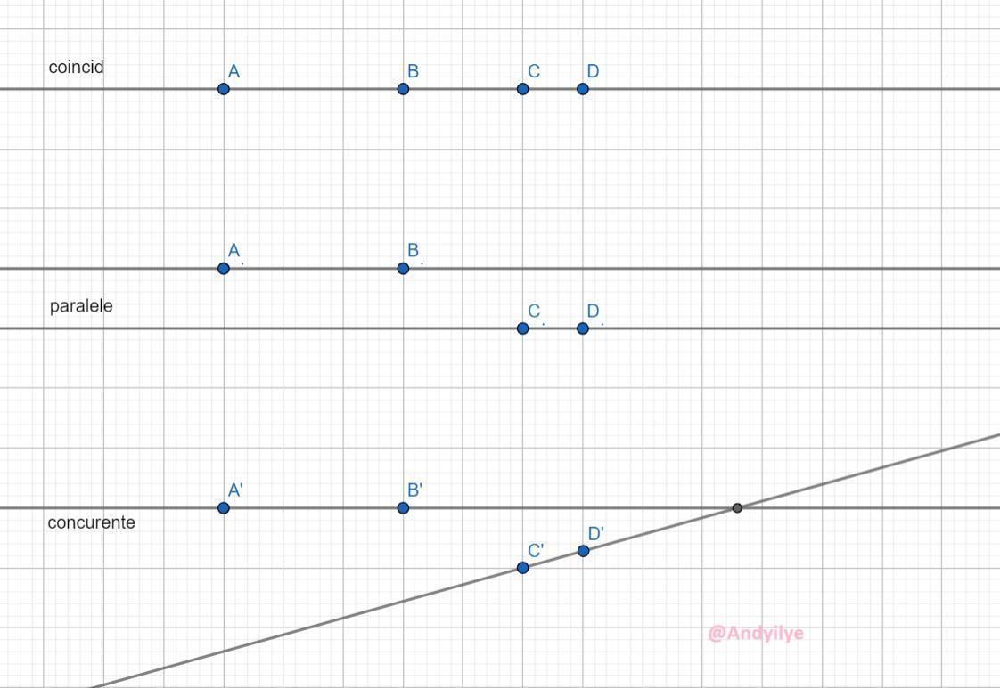 coincid
A B C D
A. B.
paralele
C. D.
A' B'
concurente
C' D'
@Andyilye